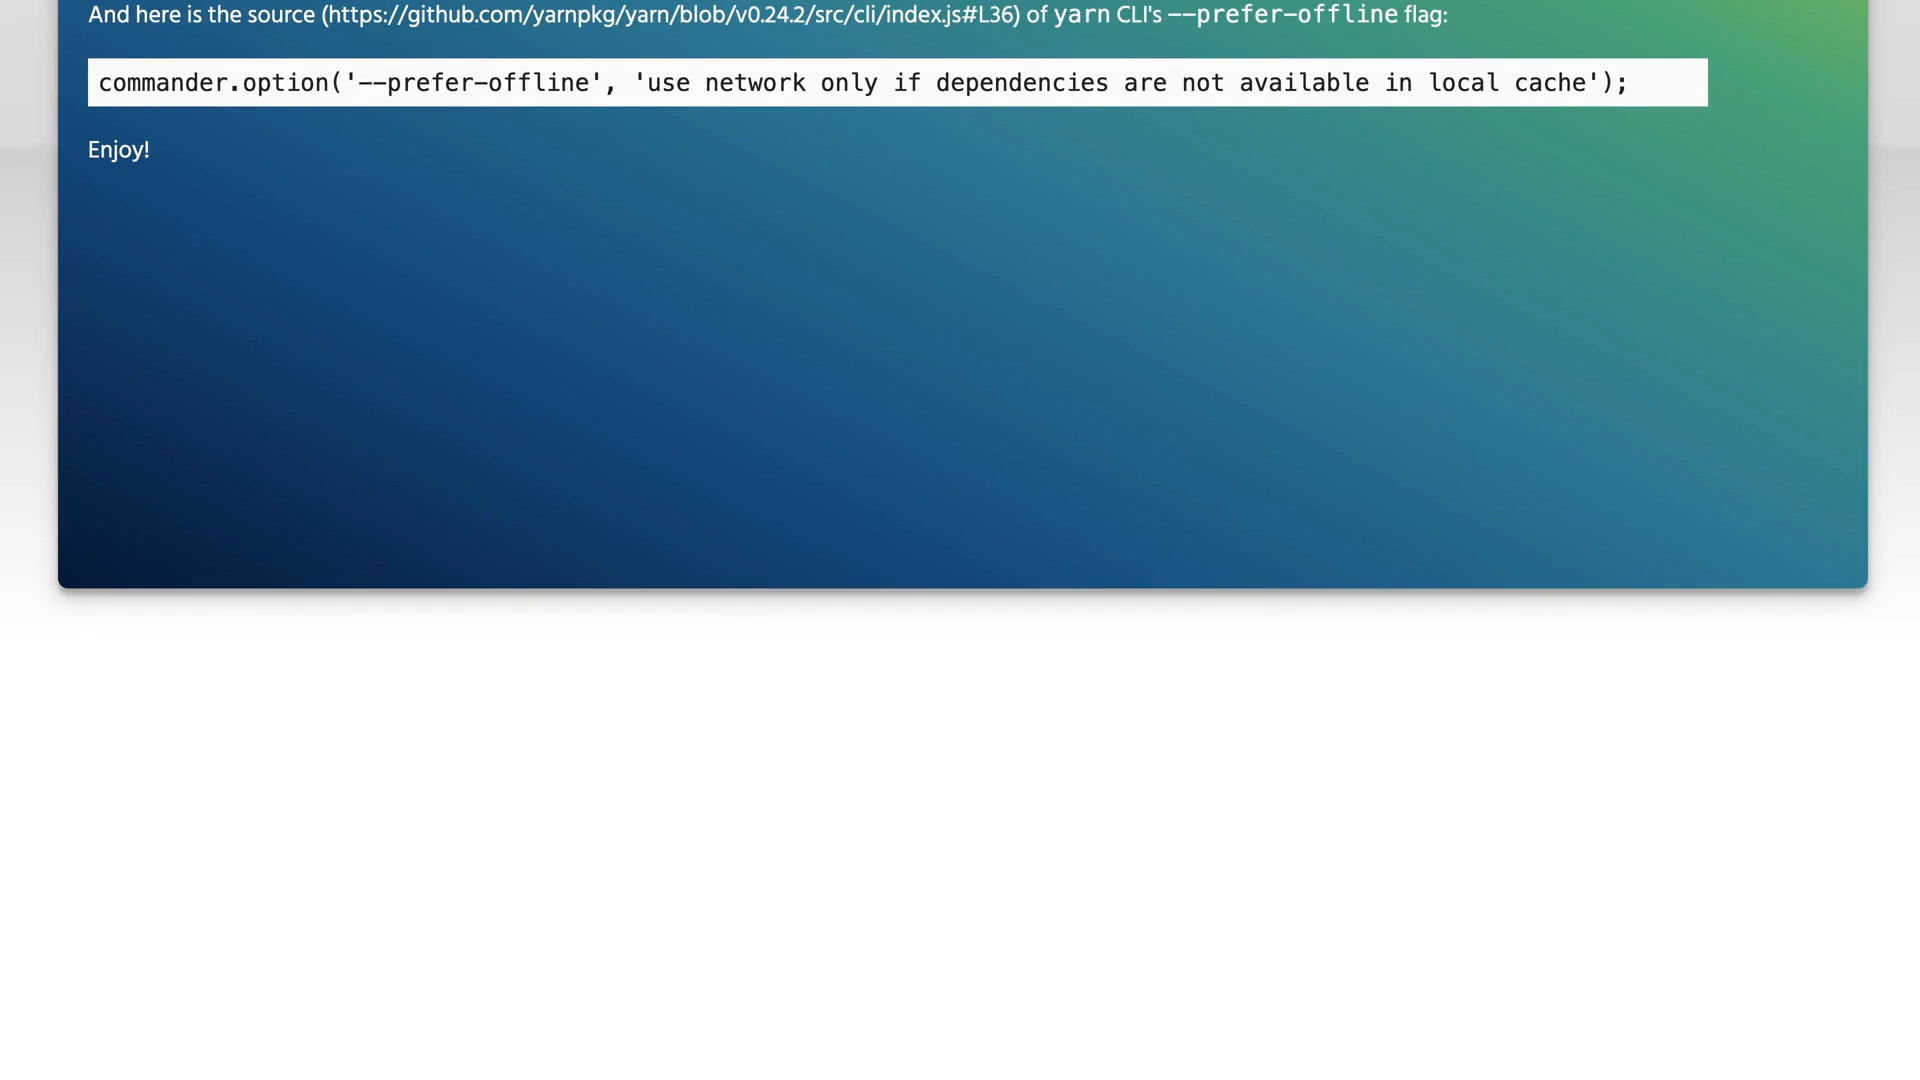 And here is the source (https://github.com/yarnpkg/yarn/blob/v0.24.2/src/cli/index.js#L36) of yarn CLI's --prefer-offline flag:
commander.option('--prefer-offline', 'use network only if dependencies are not available in local cache');
Enjoy!